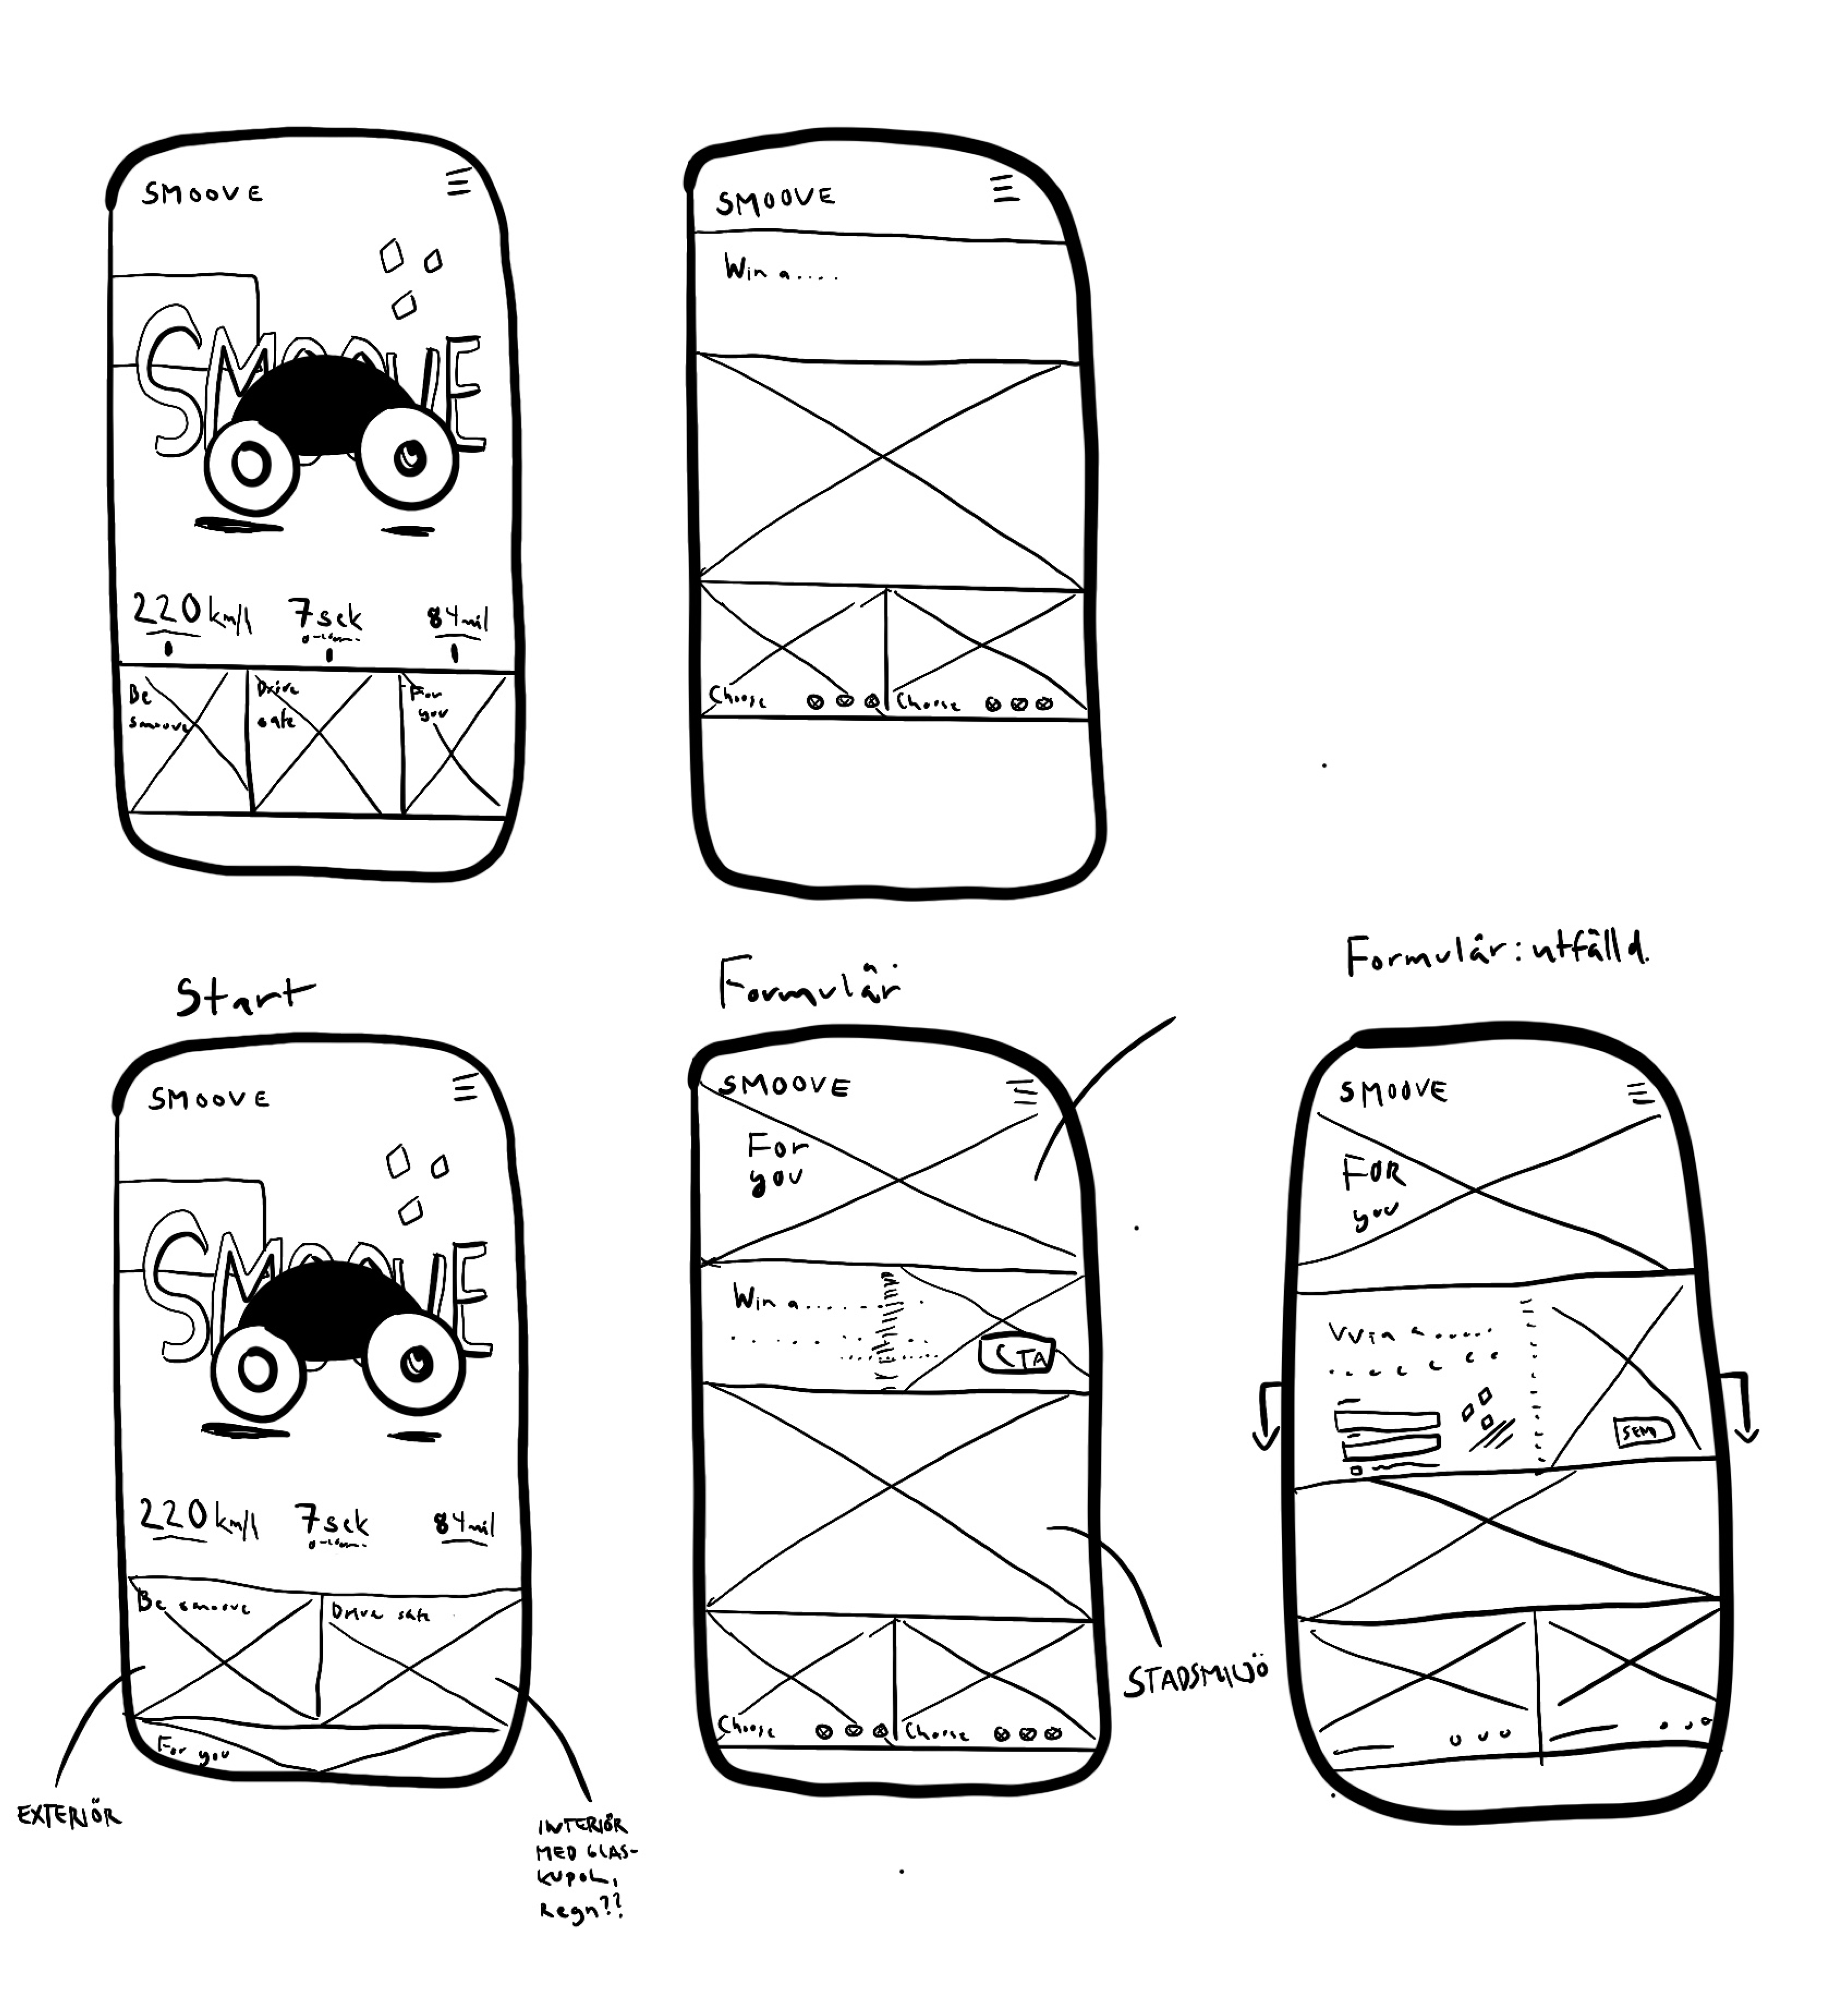 SMOOVE
SMOOVE
220 km/h 7 sek 84 mil
Be
smoove
Drive
safe
For
you
SMOOVE
Win a....
Choose
Choose
Start
SMOOVE
SMOOVE
220 km/h 7 sek 84 mil
Be smoove
Drive safe
For you
EXTERIÖR
INTERIÖR
MED GLAS-
KUPOL,
Regn??
Formulär
SMOOVE
For
you
Win a........
CTA
Choose
Choose
STADSMILJÖ
Formulär: utfälld.
SMOOVE
FOR
you
Win a.....
SEND